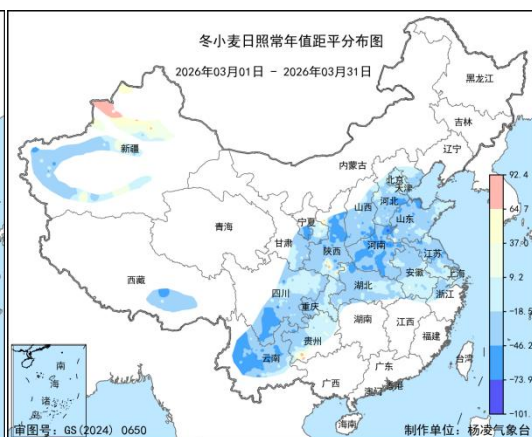 冬小麦日照常年值距平分布图
2026年03月01日 - 2026年03月31日
黑龙江
吉林
辽宁
内蒙古
新疆
北京
天津
河北
山西
山东
宁夏
青海
甘肃
陕西
河南
江苏
安徽
上海
西藏
四川
湖北
重庆
浙江
湖南
江西
贵州
福建
云南
台湾
广西
广东
香港
澳门
海南
南
海
诸
岛
92.4
64.7
37.0
9.2
-18.5
-46.2
-73.9
-101.
审图号: GS(2024) 0650
制作单位: 杨凌气象台